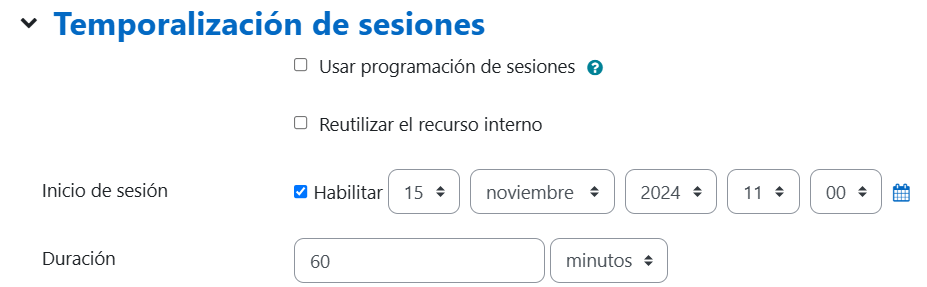 Temporalización de sesiones
Usar programación de sesiones ?
Reutilizar el recurso interno
Inicio de sesión Habilitar 15 noviembre 2024 11 00
Duración 60 minutos